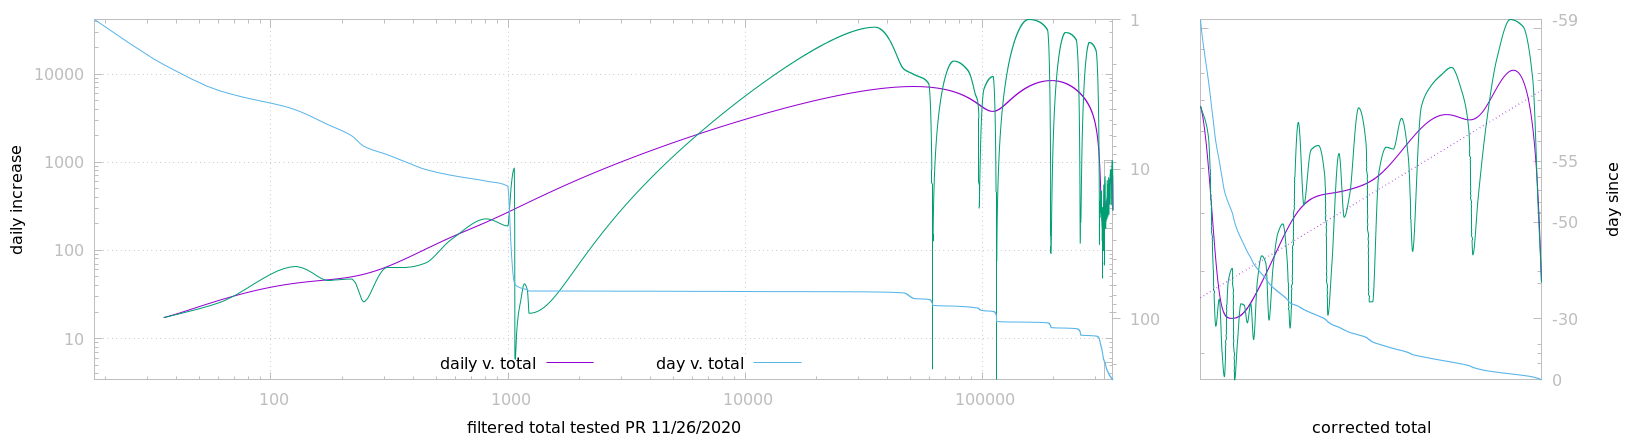 daily increase
10000
1000
100
10
daily v. total
day v. total
100
1000
10000
100000
filtered total tested PR 11/26/2020
1
10
100
-59
-55
-50
-30
0
day since
corrected total